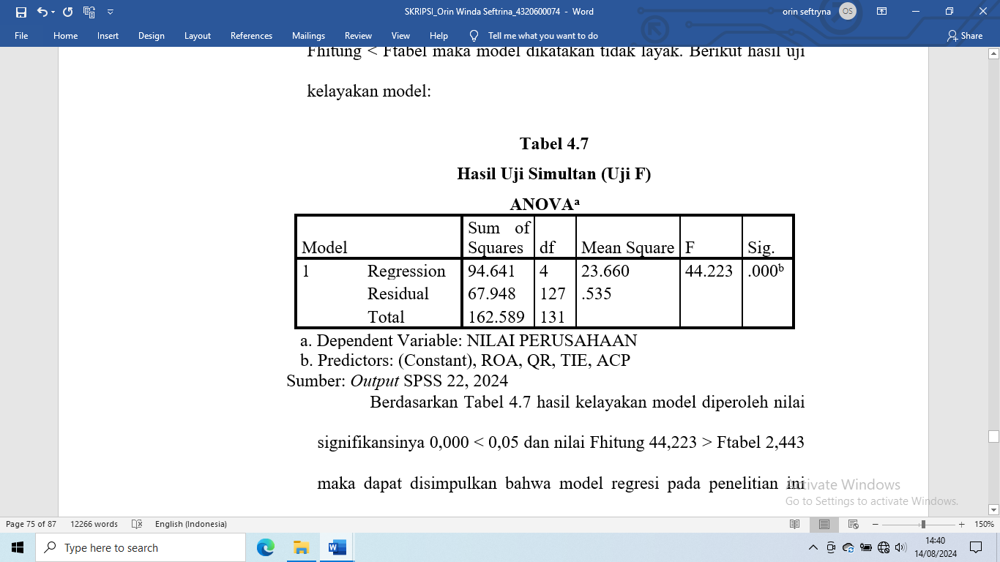 SKRIPSI_Orin Winda Seftrina_4320600074 - Word
orin seftryna OS
File Home Insert Design Layout References Mailings Review View Help Tell me what you want to do Share
Fhitung < Ftabel maka model dikatakan tidak layak. Berikut hasil uji
kelayakan model:
Tabel 4.7
Hasil Uji Simultan (Uji F)
ANOVAᵃ
Model Sum of Squares df Mean Square F Sig.
1 Regression 94.641 4 23.660 44.223 .000ᵇ
Residual 67.948 127 .535
Total 162.589 131
a. Dependent Variable: NILAI PERUSAHAAN
b. Predictors: (Constant), ROA, QR, TIE, ACP
Sumber: Output SPSS 22, 2024
Berdasarkan Tabel 4.7 hasil kelayakan model diperoleh nilai
signifikansinya 0,000 < 0,05 dan nilai Fhitung 44,223 > Ftabel 2,443
maka dapat disimpulkan bahwa model regresi pada penelitian ini
Activate Windows
Go to Settings to activate Windows.
Page 75 of 87 12266 words English (Indonesia) 150%
Type here to search
14:40
14/08/2024